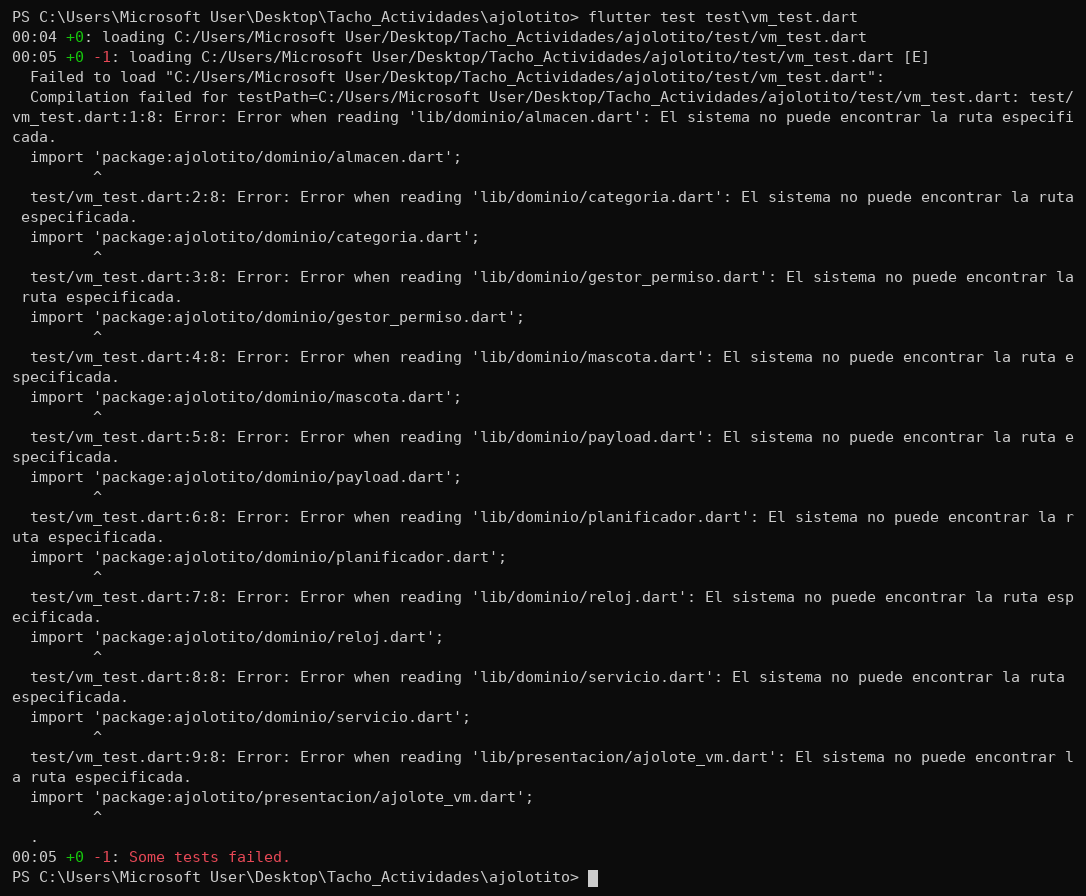 PS C:\Users\Microsoft User\Desktop\Tacho_Actividades\ajolotito> flutter test test\vm_test.dart
00:04 +0: loading C:/Users/Microsoft User/Desktop/Tacho_Actividades/ajolotito/test/vm_test.dart
00:05 +0 -1: loading C:/Users/Microsoft User/Desktop/Tacho_Actividades/ajolotito/test/vm_test.dart [E]
  Failed to load "C:/Users/Microsoft User/Desktop/Tacho_Actividades/ajolotito/test/vm_test.dart":
  Compilation failed for testPath=C:/Users/Microsoft User/Desktop/Tacho_Actividades/ajolotito/test/vm_test.dart: test/
vm_test.dart:1:8: Error: Error when reading 'lib/dominio/almacen.dart': El sistema no puede encontrar la ruta especifi
cada.
  import 'package:ajolotito/dominio/almacen.dart';
         ^
  test/vm_test.dart:2:8: Error: Error when reading 'lib/dominio/categoria.dart': El sistema no puede encontrar la ruta
 especificada.
  import 'package:ajolotito/dominio/categoria.dart';
         ^
  test/vm_test.dart:3:8: Error: Error when reading 'lib/dominio/gestor_permiso.dart': El sistema no puede encontrar la
 ruta especificada.
  import 'package:ajolotito/dominio/gestor_permiso.dart';
         ^
  test/vm_test.dart:4:8: Error: Error when reading 'lib/dominio/mascota.dart': El sistema no puede encontrar la ruta e
specificada.
  import 'package:ajolotito/dominio/mascota.dart';
         ^
  test/vm_test.dart:5:8: Error: Error when reading 'lib/dominio/payload.dart': El sistema no puede encontrar la ruta e
specificada.
  import 'package:ajolotito/dominio/payload.dart';
         ^
  test/vm_test.dart:6:8: Error: Error when reading 'lib/dominio/planificador.dart': El sistema no puede encontrar la r
uta especificada.
  import 'package:ajolotito/dominio/planificador.dart';
         ^
  test/vm_test.dart:7:8: Error: Error when reading 'lib/dominio/reloj.dart': El sistema no puede encontrar la ruta esp
ecificada.
  import 'package:ajolotito/dominio/reloj.dart';
         ^
  test/vm_test.dart:8:8: Error: Error when reading 'lib/dominio/servicio.dart': El sistema no puede encontrar la ruta
especificada.
  import 'package:ajolotito/dominio/servicio.dart';
         ^
  test/vm_test.dart:9:8: Error: Error when reading 'lib/presentacion/ajolote_vm.dart': El sistema no puede encontrar l
a ruta especificada.
  import 'package:ajolotito/presentacion/ajolote_vm.dart';
         ^
  .
00:05 +0 -1: Some tests failed.
PS C:\Users\Microsoft User\Desktop\Tacho_Actividades\ajolotito>